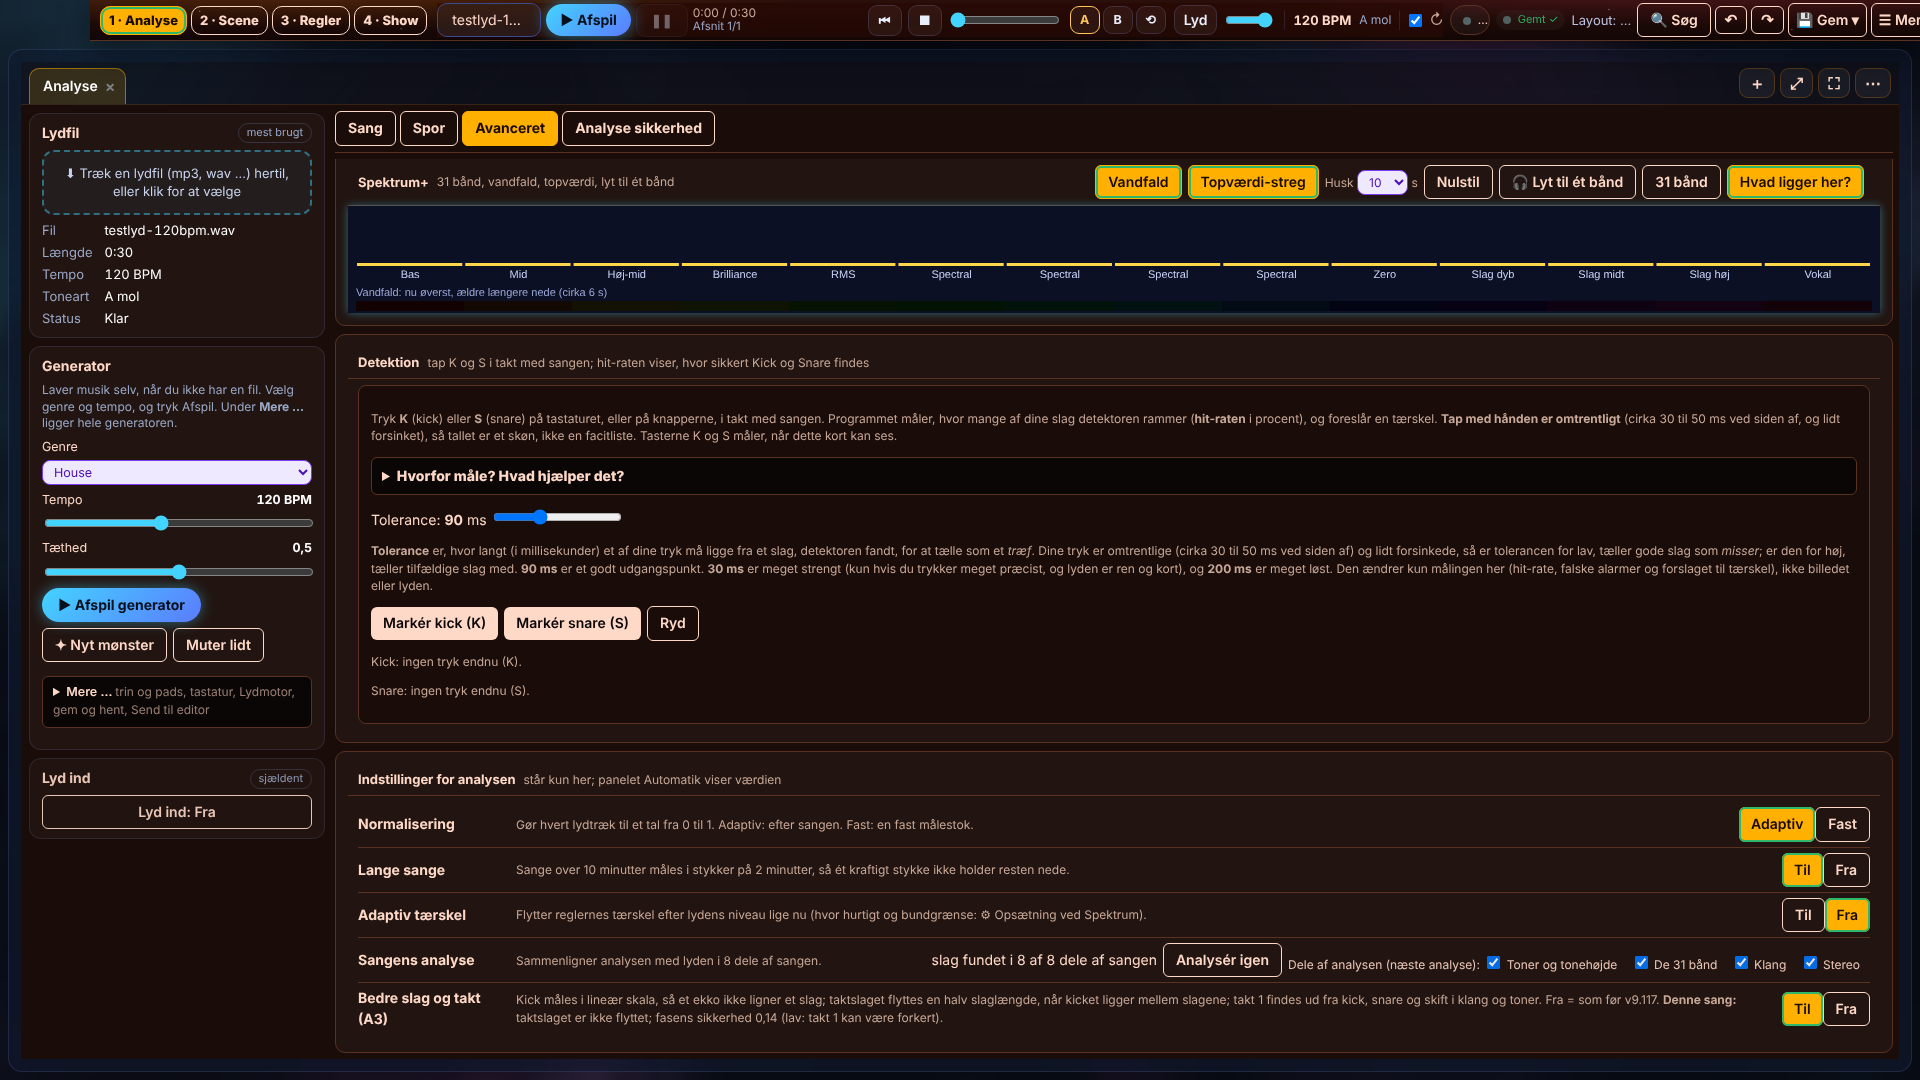 1 · Analyse 2 · Scene 3 · Regler 4 · Show testlyd-1... ▶ Afspil 0:00 / 0:30 A B Lyd 120 BPM A mol ... Gemt ✓ Layout: ... 🔍 Søg 💾 Gem ▾ ☰
Afsnit 1/1
Analyse ×
+ ⋯
Lydfil mest brugt
⬇ Træk en lydfil (mp3, wav ...) hertil,
eller klik for at vælge
Fil testlyd-120bpm.wav
Længde 0:30
Tempo 120 BPM
Toneart A mol
Status Klar
Generator
Laver musik selv, når du ikke har en fil. Vælg
genre og tempo, og tryk Afspil. Under Mere ...
ligger hele generatoren.
Genre
House
Tempo 120 BPM
Tæthed 0,5
▶ Afspil generator
✦ Nyt mønster Muter lidt
▶ Mere ... trin og pads, tastatur, Lydmotor,
gem og hent, Send til editor
Lyd ind sjældent
Lyd ind: Fra
Sang Spor Avanceret Analyse sikkerhed
Spektrum+ 31 bånd, vandfald, topværdi, lyt til ét bånd Vandfald Topværdi-streg Husk 10 s Nulstil 🎧 Lyt til ét bånd 31 bånd Hvad ligger her?
Bas Mid Høj-mid Brilliance RMS Spectral Spectral Spectral Spectral Zero Slag dyb Slag midt Slag høj Vokal
Vandfald: nu øverst, ældre længere nede (cirka 6 s)
Detektion tap K og S i takt med sangen; hit-raten viser, hvor sikkert Kick og Snare findes
Tryk K (kick) eller S (snare) på tastaturet, eller på knapperne, i takt med sangen. Programmet måler, hvor mange af dine slag detektoren rammer (hit-raten i procent), og foreslår en tærskel. Tap med hånden er omtrentligt (cirka 30 til 50 ms ved siden af, og lidt
forsinket), så tallet er et skøn, ikke en facitliste. Tasterne K og S måler, når dette kort kan ses.
▶ Hvorfor måle? Hvad hjælper det?
Tolerance: 90 ms
Tolerance er, hvor langt (i millisekunder) et af dine tryk må ligge fra et slag, detektoren fandt, for at tælle som et træf. Dine tryk er omtrentlige (cirka 30 til 50 ms ved siden af) og lidt forsinkede, så er tolerancen for lav, tæller gode slag som misser; er den for høj,
tæller tilfældige slag med. 90 ms er et godt udgangspunkt. 30 ms er meget strengt (kun hvis du trykker meget præcist, og lyden er ren og kort), og 200 ms er meget løst. Den ændrer kun målingen her (hit-rate, falske alarmer og forslaget til tærskel), ikke billedet
eller lyden.
Markér kick (K) Markér snare (S) Ryd
Kick: ingen tryk endnu (K).
Snare: ingen tryk endnu (S).
Indstillinger for analysen står kun her; panelet Automatik viser værdien
Normalisering Gør hvert lydtræk til et tal fra 0 til 1. Adaptiv: efter sangen. Fast: en fast målestok. Adaptiv Fast
Lange sange Sange over 10 minutter måles i stykker på 2 minutter, så ét kraftigt stykke ikke holder resten nede. Til Fra
Adaptiv tærskel Flytter reglernes tærskel efter lydens niveau lige nu (hvor hurtigt og bundgrænse: ⚙ Opsætning ved Spektrum). Til Fra
Sangens analyse Sammenligner analysen med lyden i 8 dele af sangen. slag fundet i 8 af 8 dele af sangen Analysér igen Dele af analysen (næste analyse): Toner og tonehøjde De 31 bånd Klang Stereo
Bedre slag og takt (A3) Kick måles i lineær skala, så et ekko ikke ligner et slag; taktslaget flyttes en halv slaglængde, når kicket ligger mellem slagene; takt 1 findes ud fra kick, snare og skift i klang og toner. Fra = som før v9.117. Denne sang:
taktslaget er ikke flyttet; fasens sikkerhed 0,14 (lav: takt 1 kan være forkert). Til Fra